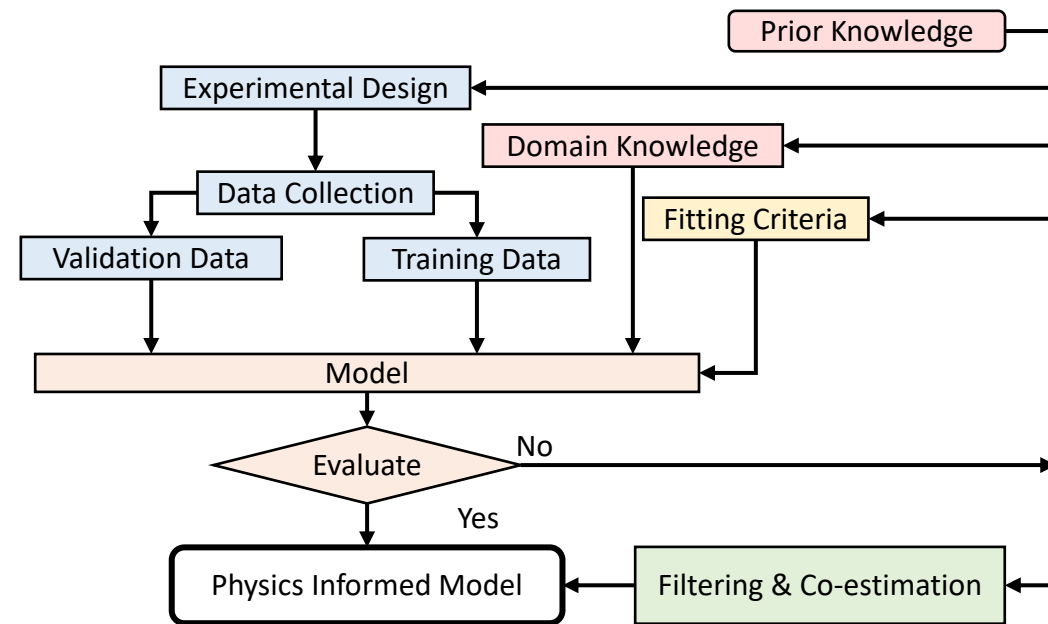 Prior Knowledge
Experimental Design
Domain Knowledge
Data Collection
Fitting Criteria
Validation Data
Training Data
Model
Evaluate
No
Yes
Physics Informed Model
Filtering & Co-estimation